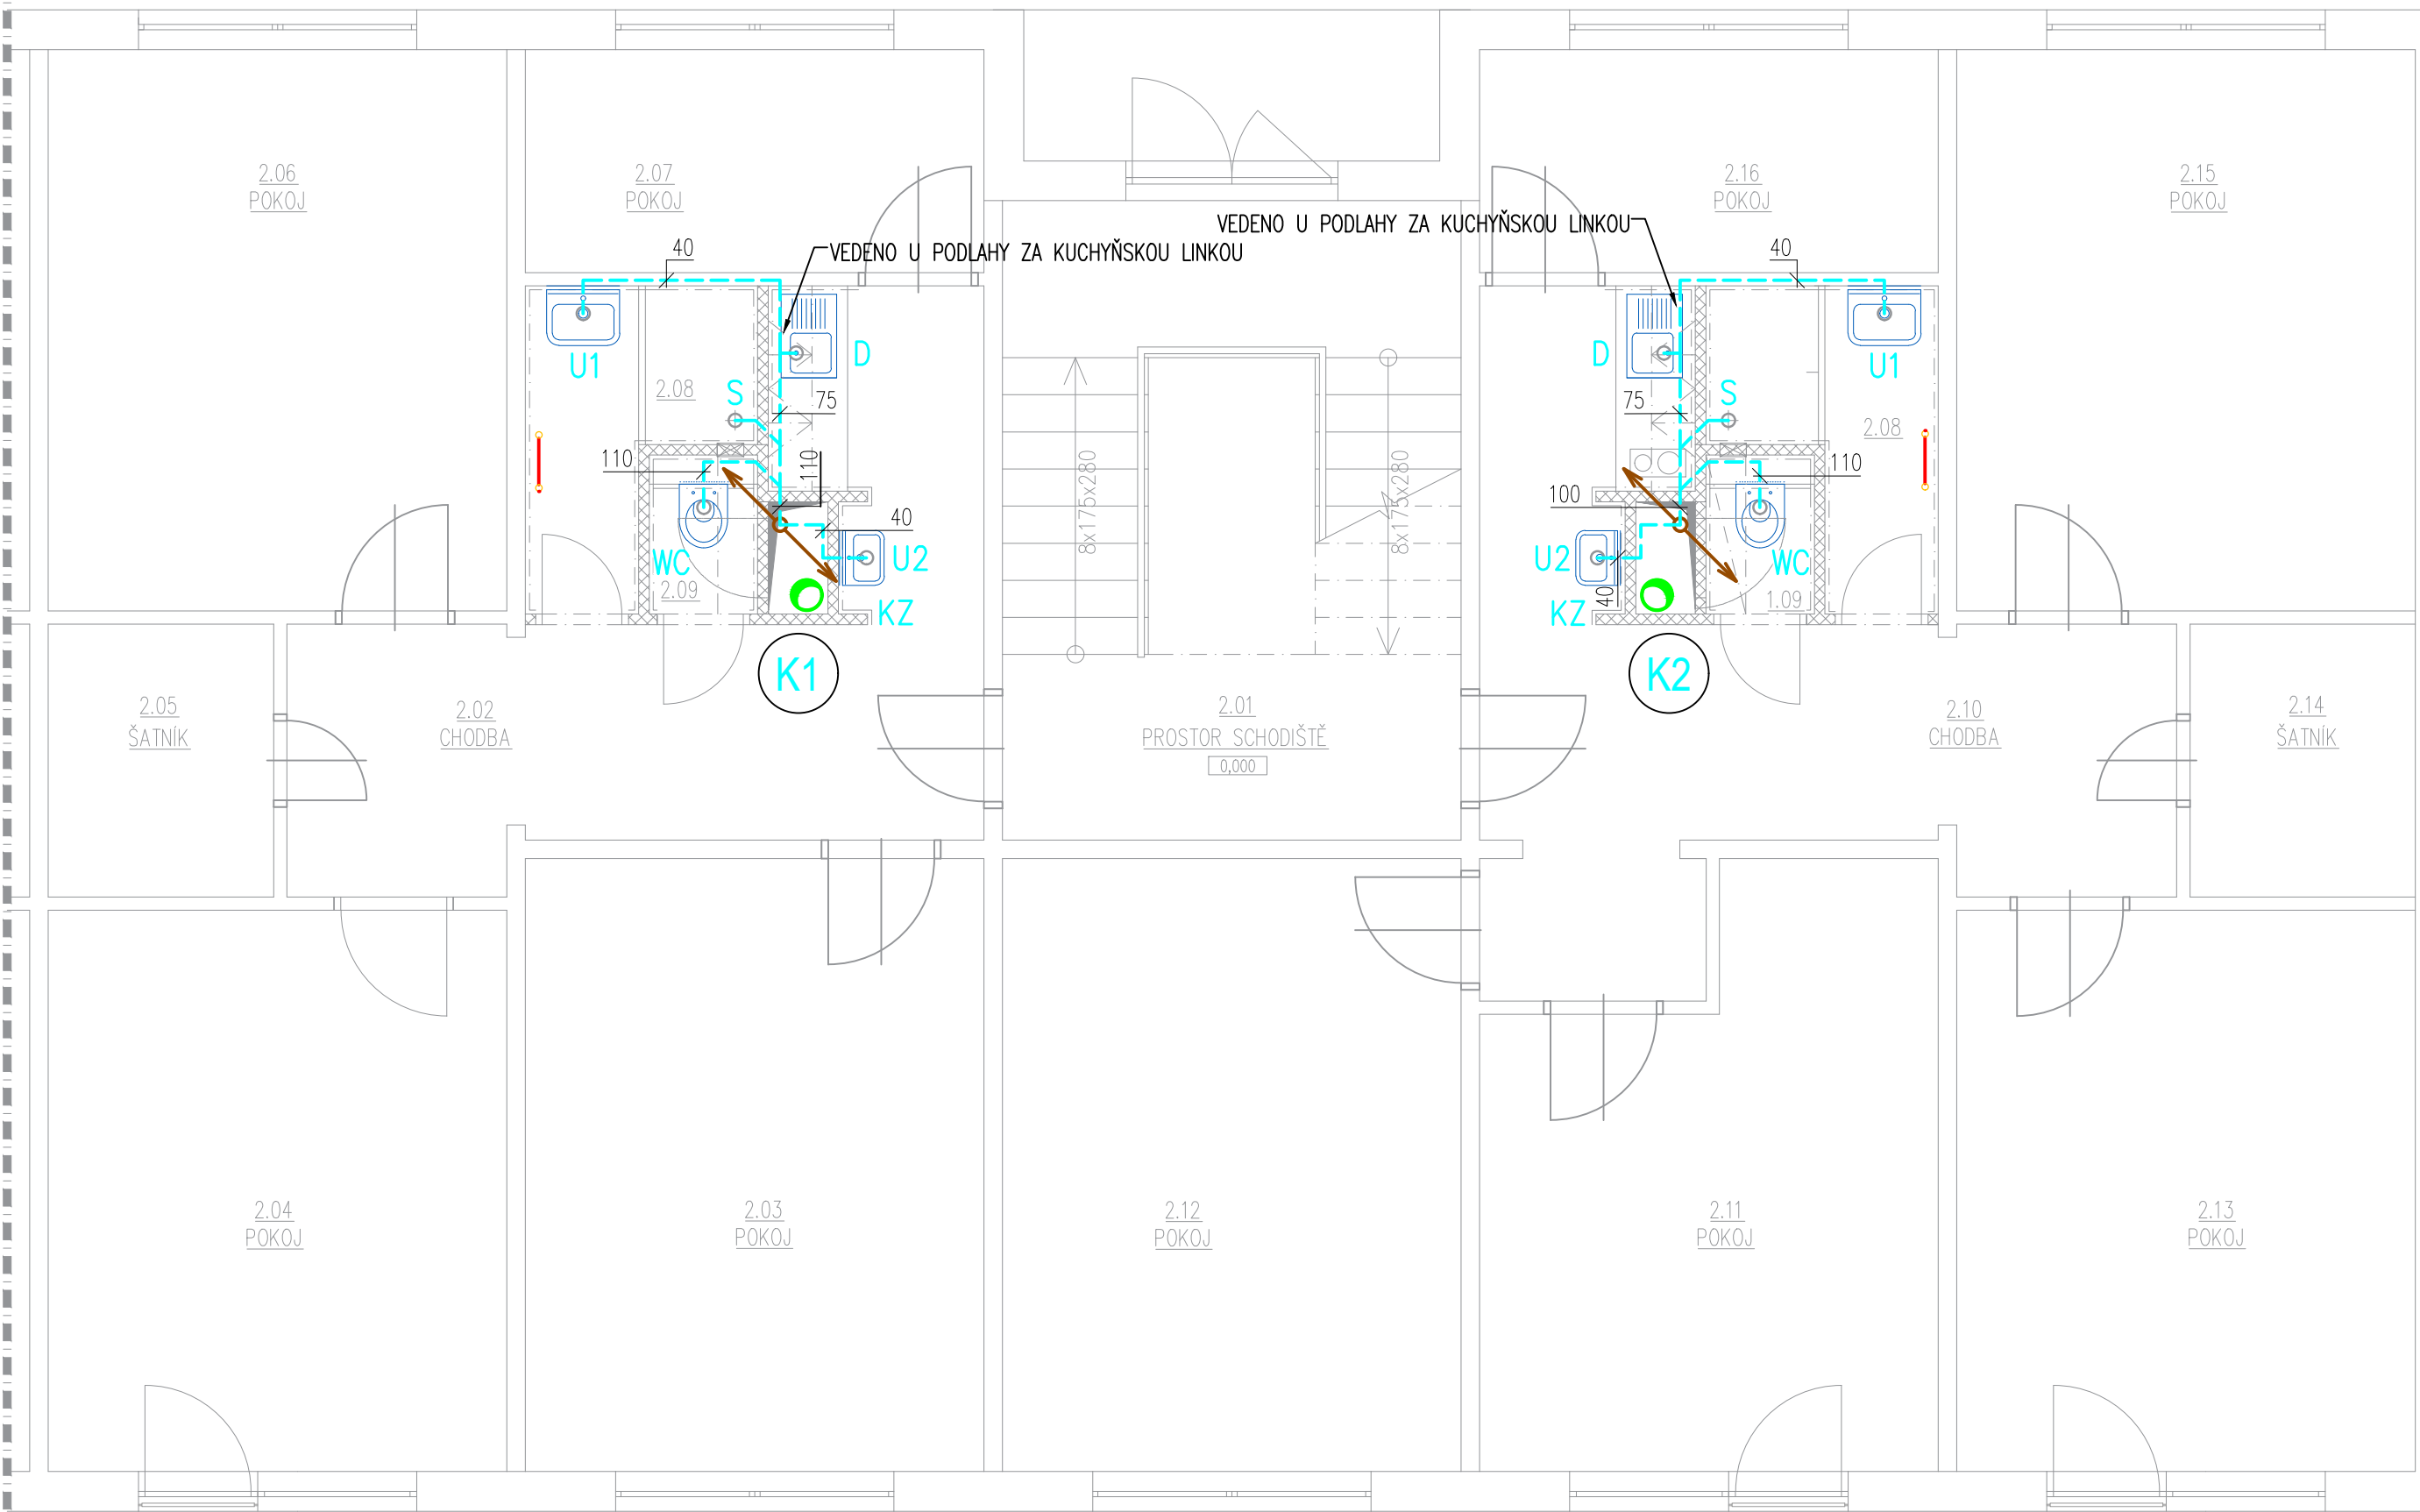 2.06
POKOJ
2.07
POKOJ
2.16
POKOJ
2.15
POKOJ
VEDENO U PODLAHY ZA KUCHYŇSKOU LINKOU
VEDENO U PODLAHY ZA KUCHYŇSKOU LINKOU
40
40
U1
D
D
U1
2.08
S
75
75
S
2.08
110
110
110
100
8x175x280
8x175x280
40
40
WC
U2
U2
WC
2.09
KZ
KZ
1.09
K1
K2
2.05
ŠATNÍK
2.02
CHODBA
2.01
PROSTOR SCHODIŠTĚ
0,000
2.10
CHODBA
2.14
ŠATNÍK
2.04
POKOJ
2.03
POKOJ
2.12
POKOJ
2.11
POKOJ
2.13
POKOJ